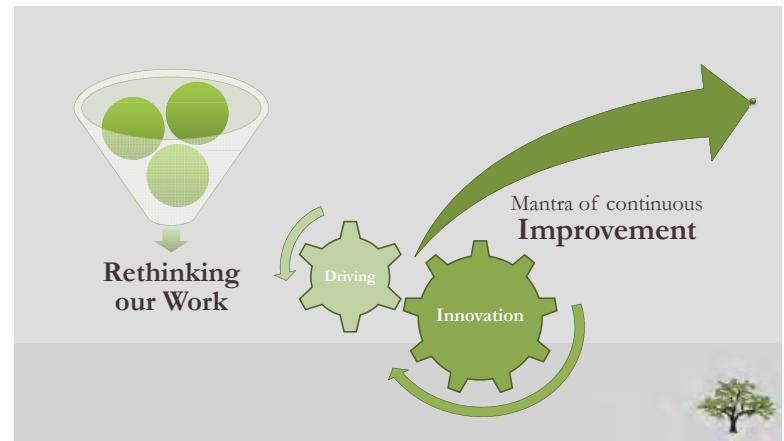 Rethinking
our Work
Driving
Innovation
Mantra of continuous
Improvement